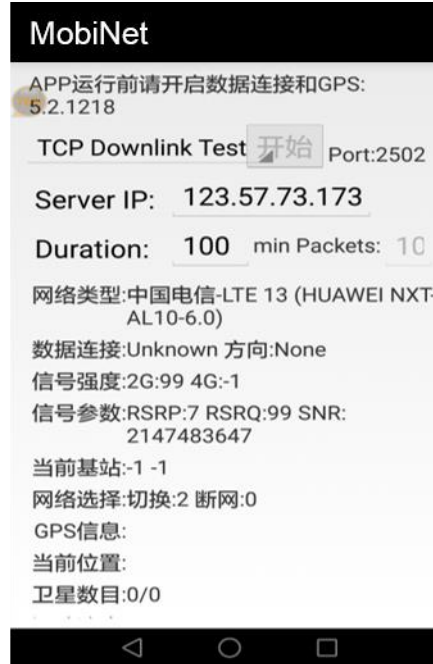 MobiNet
APP运行前请开启数据连接和GPS:
5.2.1218
TCP Downlink Test 开始 Port:2502
Server IP: 123.57.73.173
Duration: 100 min Packets: 10
网络类型:中国电信-LTE 13 (HUAWEI NXT-
AL10-6.0)
数据连接:Unknown 方向:None
信号强度:2G:99 4G:-1
信号参数:RSRP:7 RSRQ:99 SNR:
2147483647
当前基站:-1 -1
网络选择:切换:2 断网:0
GPS信息:
当前位置:
卫星数目:0/0